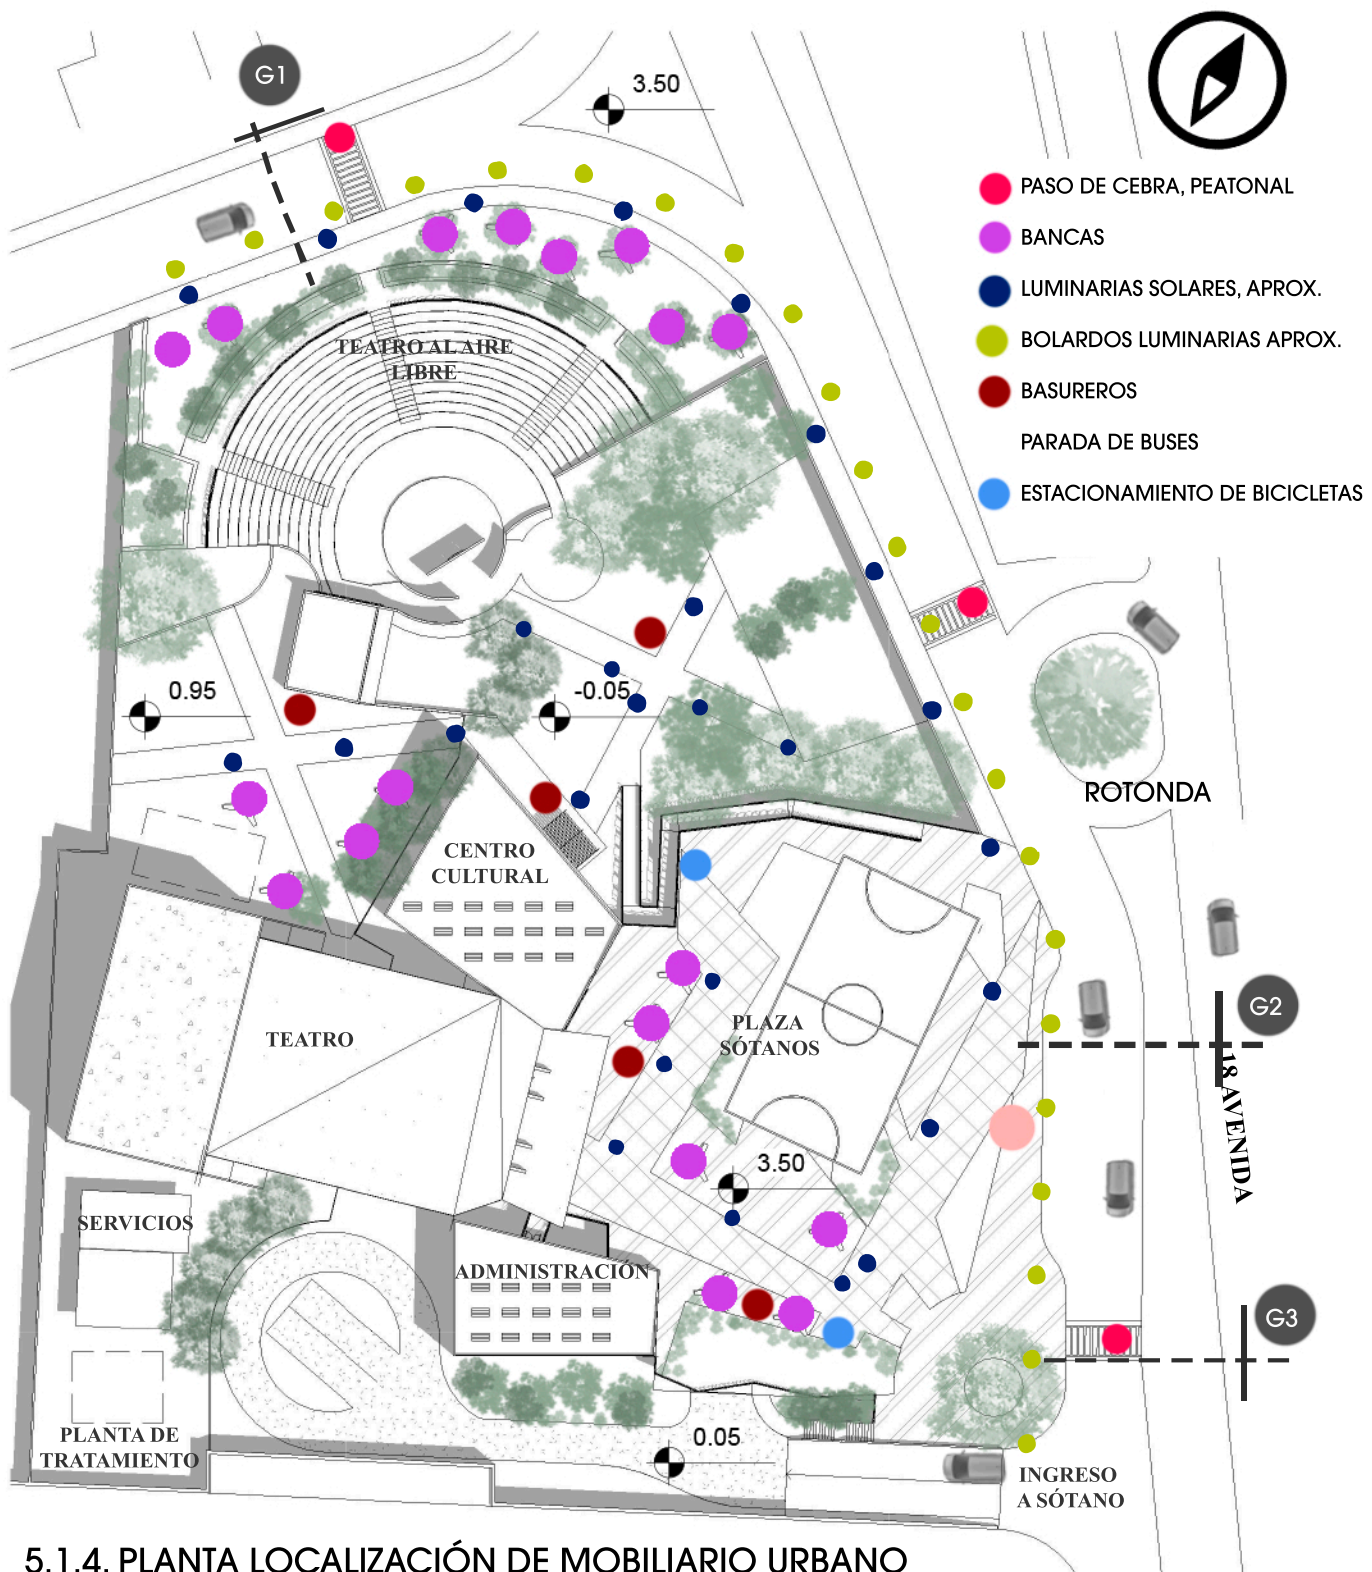 G1
3.50
PASO DE CEBRA, PEATONAL
BANCAS
LUMINARIAS SOLARES, APROX.
BOLARDOS LUMINARIAS APROX.
BASUREROS
PARADA DE BUSES
ESTACIONAMIENTO DE BICICLETAS
TEATRO AL AIRE
LIBRE
0.95
-0.05
ROTONDA
CENTRO
CULTURAL
TEATRO
PLAZA
SÓTANOS
G2
18 AVENIDA
3.50
SERVICIOS
ADMINISTRACIÓN
G3
PLANTA DE
TRATAMIENTO
0.05
INGRESO
A SÓTANO
5.1.4. PLANTA LOCALIZACIÓN DE MOBILIARIO URBANO